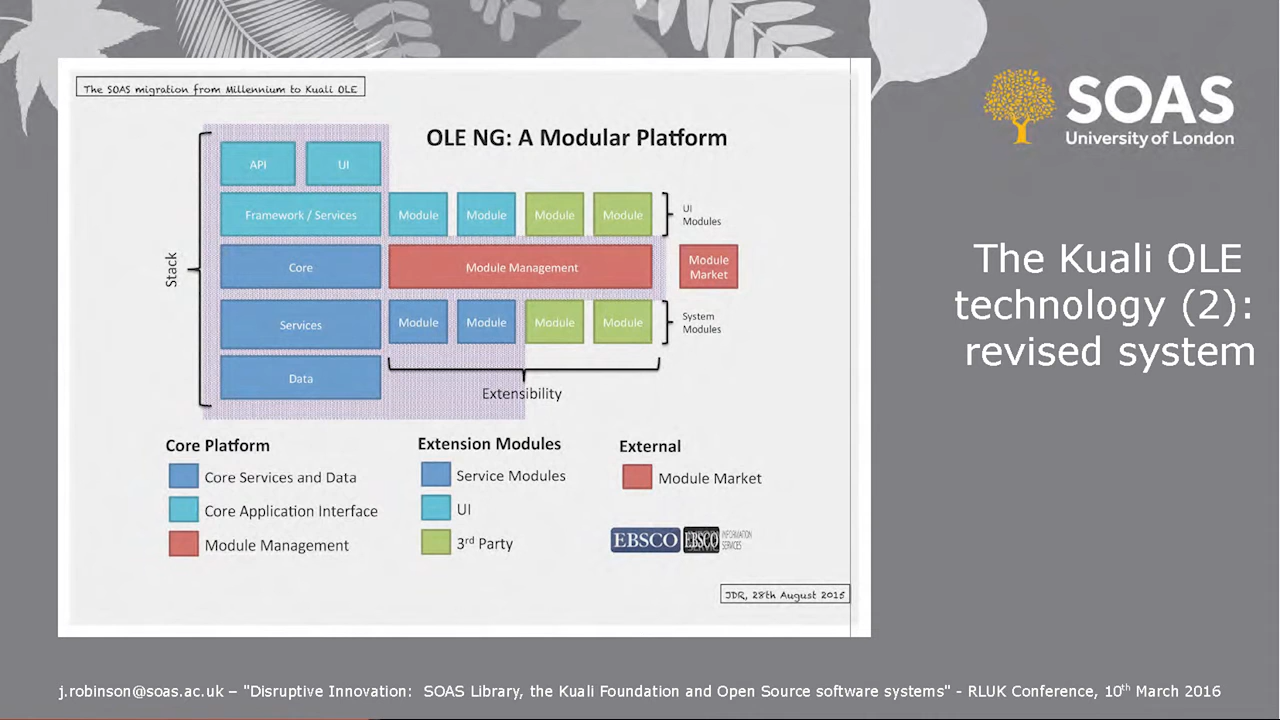 The SOAS migration from Millennium to Kuali OLE
OLE NG: A Modular Platform
API
UI
Framework / Services
Module
Module
Module
Module
UI
Modules
Stack
Core
Module Management
Module
Market
Services
Module
Module
Module
Module
System
Modules
Data
Extensibility
Core Platform
Core Services and Data
Core Application Interface
Module Management
Extension Modules
Service Modules
UI
3rd Party
External
Module Market
EBSCO
EBSCO
INFORMATION
SERVICES
JDR, 28th August 2015
SOAS
University of London
The Kuali OLE
technology (2):
revised system
j.robinson@soas.ac.uk – "Disruptive Innovation: SOAS Library, the Kuali Foundation and Open Source software systems" - RLUK Conference, 10th March 2016